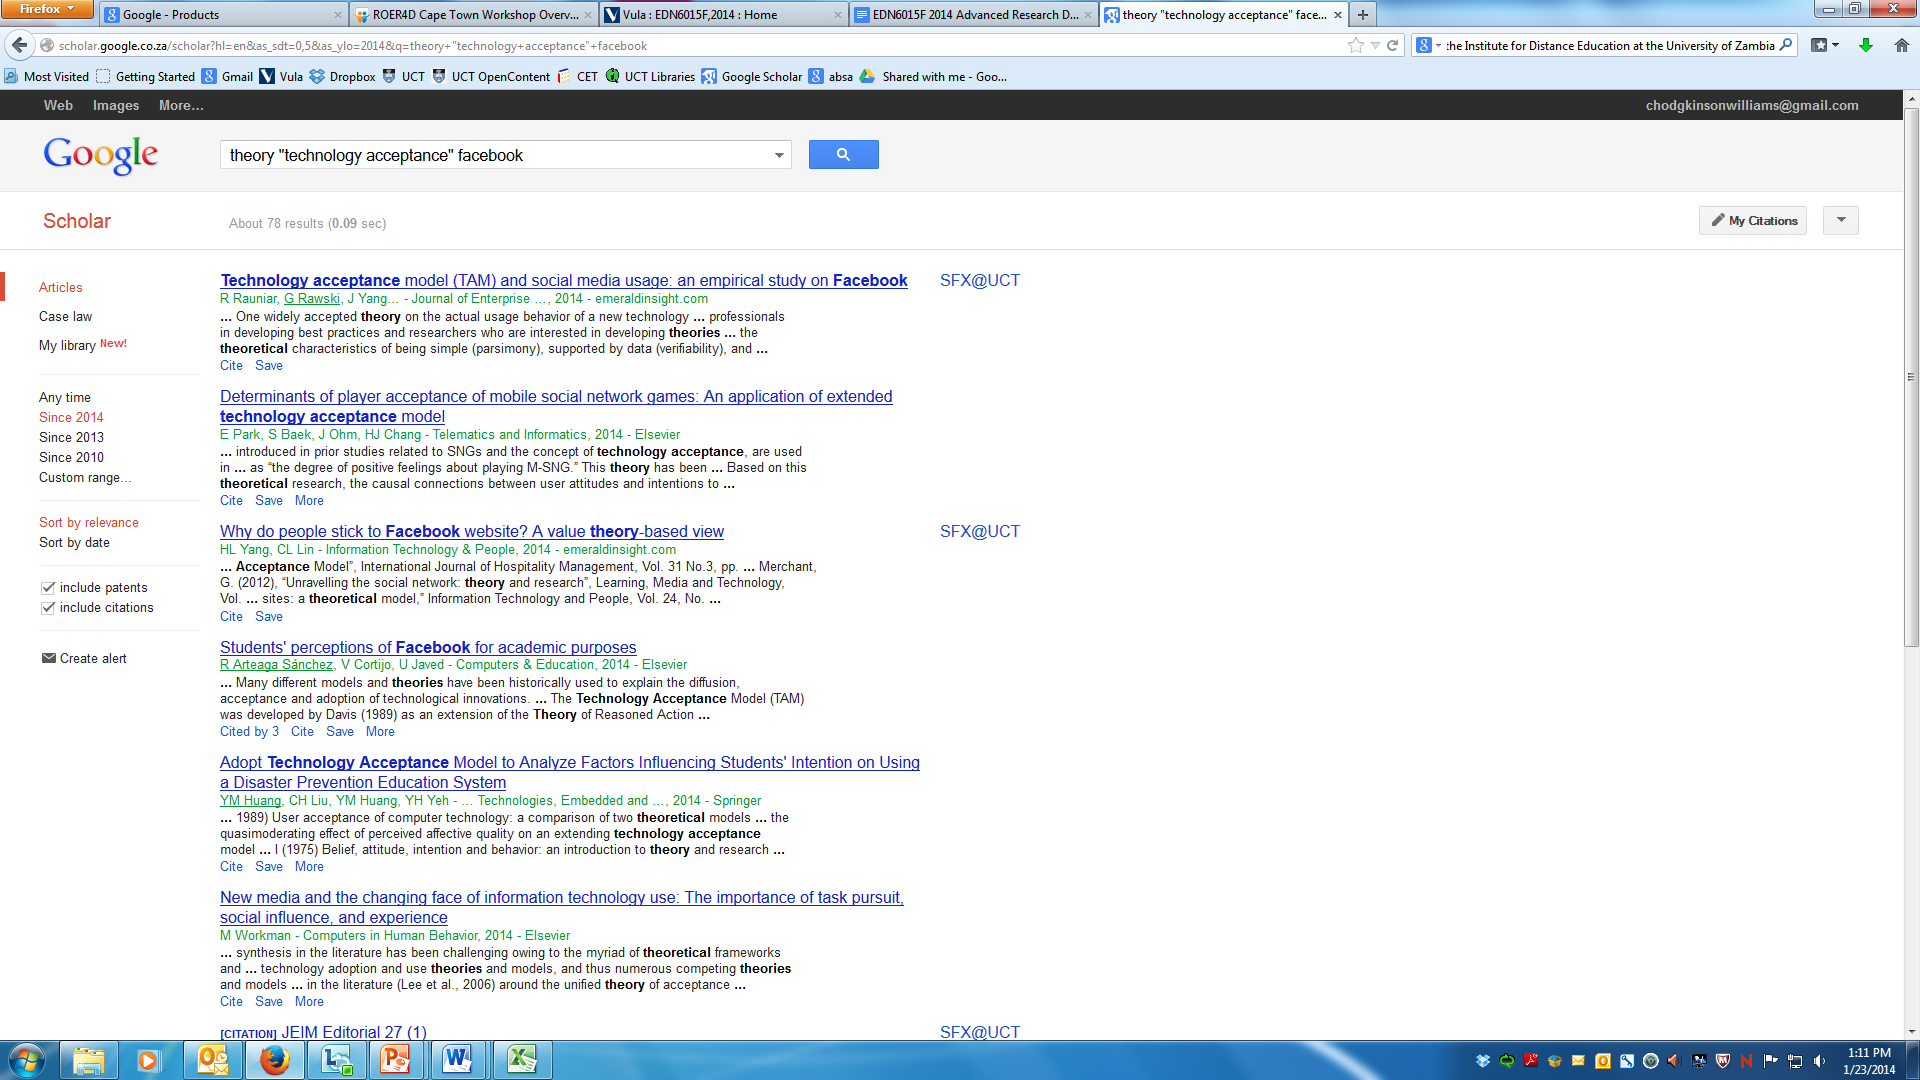 Firefox
Google - Products
ROER4D Cape Town Workshop Overv...
Vula : EDN6015F,2014 : Home
EDN6015F 2014 Advanced Research D...
theory "technology acceptance" face...
scholar.google.co.za/scholar?hl=en&as_sdt=0,5&as_ylo=2014&q=theory+"technology+acceptance"+facebook
the Institute for Distance Education at the University of Zambia
Most Visited Getting Started Gmail Vula Dropbox UCT UCT OpenContent CET UCT Libraries Google Scholar absa Shared with me - Goo...
Web Images More... chodgkinsonwilliams@gmail.com
Google
theory "technology acceptance" facebook
Scholar
About 78 results (0.09 sec)
My Citations
Articles
Case law
My library New!
Any time
Since 2014
Since 2013
Since 2010
Custom range...
Sort by relevance
Sort by date
include patents
include citations
Create alert
Technology acceptance model (TAM) and social media usage: an empirical study on Facebook
SFX@UCT
R Rauniar, G Rawski, J Yang... - Journal of Enterprise ..., 2014 - emeraldinsight.com
... One widely accepted theory on the actual usage behavior of a new technology ... professionals
in developing best practices and researchers who are interested in developing theories ... the
theoretical characteristics of being simple (parsimony), supported by data (verifiability), and ...
Cite Save
Determinants of player acceptance of mobile social network games: An application of extended
technology acceptance model
E Park, S Baek, J Ohm, HJ Chang - Telematics and Informatics, 2014 - Elsevier
... introduced in prior studies related to SNGs and the concept of technology acceptance, are used
in ... as “the degree of positive feelings about playing M-SNG.” This theory has been ... Based on this
theoretical research, the causal connections between user attitudes and intentions to ...
Cite Save More
Why do people stick to Facebook website? A value theory-based view
SFX@UCT
HL Yang, CL Lin - Information Technology & People, 2014 - emeraldinsight.com
... Acceptance Model”, International Journal of Hospitality Management, Vol. 31 No.3, pp. ... Merchant,
G. (2012), “Unravelling the social network: theory and research”, Learning, Media and Technology,
Vol. ... sites: a theoretical model,” Information Technology and People, Vol. 24, No. ...
Cite Save
Students' perceptions of Facebook for academic purposes
R Arteaga Sánchez, V Cortijo, U Javed - Computers & Education, 2014 - Elsevier
... Many different models and theories have been historically used to explain the diffusion,
acceptance and adoption of technological innovations. ... The Technology Acceptance Model (TAM)
was developed by Davis (1989) as an extension of the Theory of Reasoned Action ...
Cited by 3 Cite Save More
Adopt Technology Acceptance Model to Analyze Factors Influencing Students' Intention on Using
a Disaster Prevention Education System
YM Huang, CH Liu, YM Huang, YH Yeh - ... Technologies, Embedded and ..., 2014 - Springer
... 1989) User acceptance of computer technology: a comparison of two theoretical models ... the
quasimoderating effect of perceived affective quality on an extending technology acceptance
model ... I (1975) Belief, attitude, intention and behavior: an introduction to theory and research ...
Cite Save More
New media and the changing face of information technology use: The importance of task pursuit,
social influence, and experience
M Workman - Computers in Human Behavior, 2014 - Elsevier
... synthesis in the literature has been challenging owing to the myriad of theoretical frameworks
and ... technology adoption and use theories and models, and thus numerous competing theories
and models ... in the literature (Lee et al., 2006) around the unified theory of acceptance ...
Cite Save More
[CITATION] JEIM Editorial 27 (1)
SFX@UCT
1:11 PM
1/23/2014